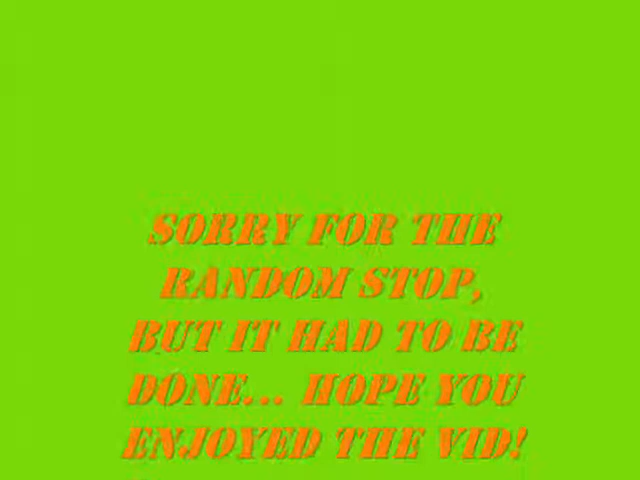 SORRY FOR THE
RANDOM STOP,
BUT IT HAD TO BE
DONE... HOPE YOU
ENJOYED THE VID!